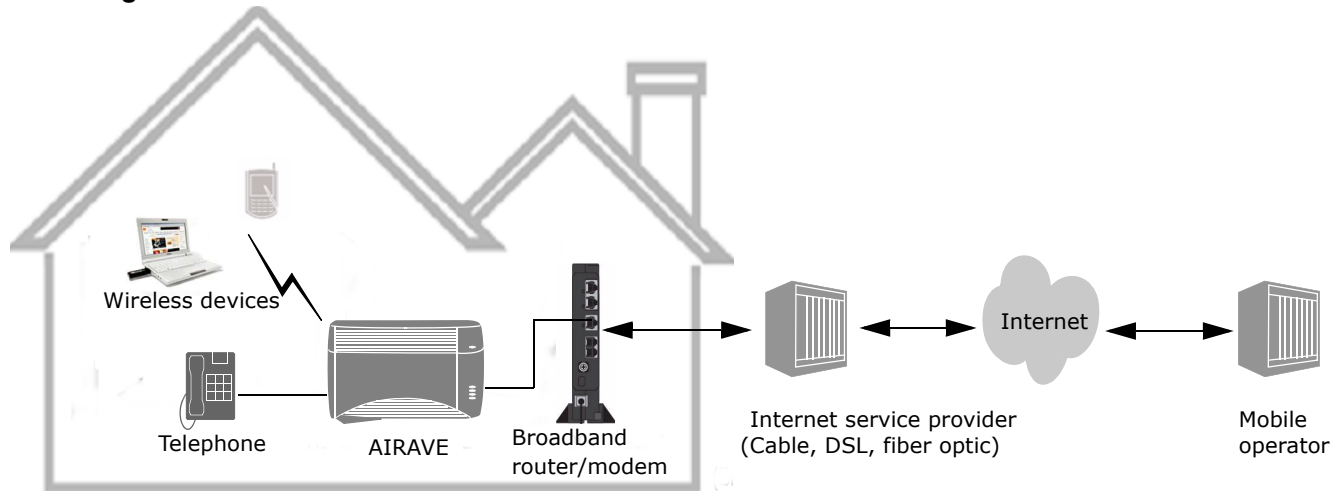 Wireless devices
Telephone
AIRAVE
Broadband
router/modem
Internet service provider
(Cable, DSL, fiber optic)
Internet
Mobile
operator